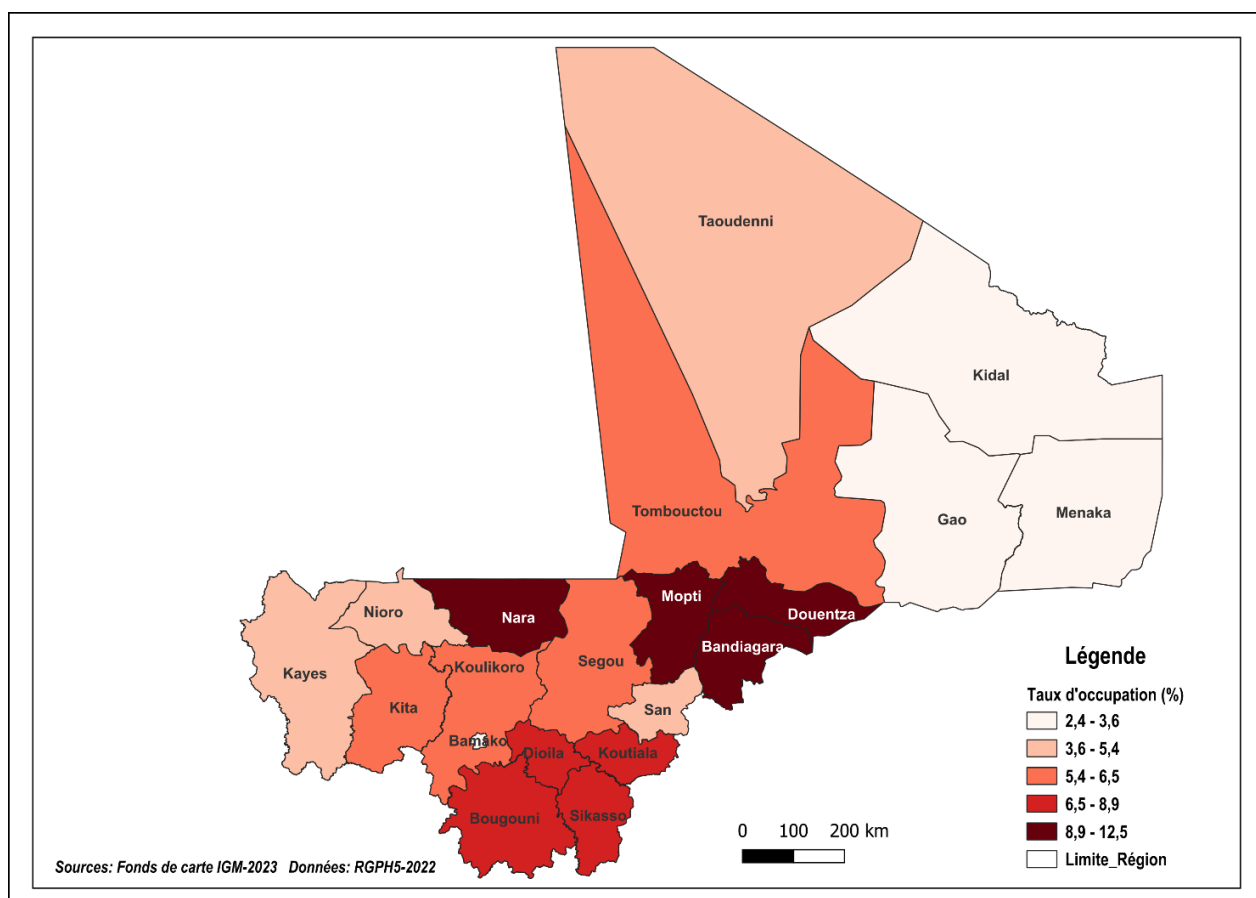 Taoudenni
Kidal
Tombouctou
Gao
Menaka
Mopti
Nioro
Nara
Douentza
Bandiagara
Koulikoro
Segou
Kayes
Kita
San
Bamako
Dioila
Koutiala
Bougouni
Sikasso
Légende
Taux d'occupation (%)
2,4 - 3,6
3,6 - 5,4
5,4 - 6,5
6,5 - 8,9
8,9 - 12,5
Limite_Région
0 100 200 km
Sources: Fonds de carte IGM-2023 Données: RGPH5-2022